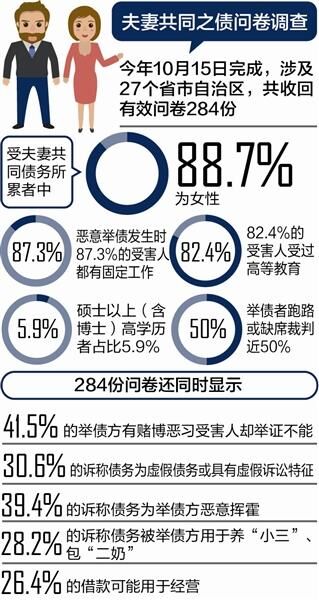 夫妻共同之债问卷调查
今年10月15日完成，涉及
27个省市自治区，共收回
有效问卷284份
受夫妻共
同债务所
累者中
88.7%
为女性
87.3%
恶意举债发生时
87.3%的受害人
都有固定工作
82.4%
82.4%的
受害人受过
高等教育
5.9%
硕士以上（含
博士）高学历
者占比5.9%
50%
举债者跑路
或缺席裁判
近50%
284份问卷还同时显示
41.5%的举债方有赌博恶习受害人却举证不能
30.6%的诉称债务为虚假债务或具有虚假诉讼特征
39.4%的诉称债务为举债方恶意挥霍
28.2%的诉称债务被举债方用于养“小三”、
包“二奶”
26.4%的借款可能用于经营